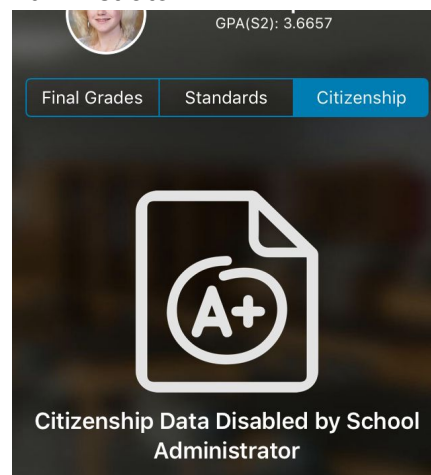 GPA(S2): 3.6657
Final Grades Standards Citizenship
A+
Citizenship Data Disabled by School
Administrator